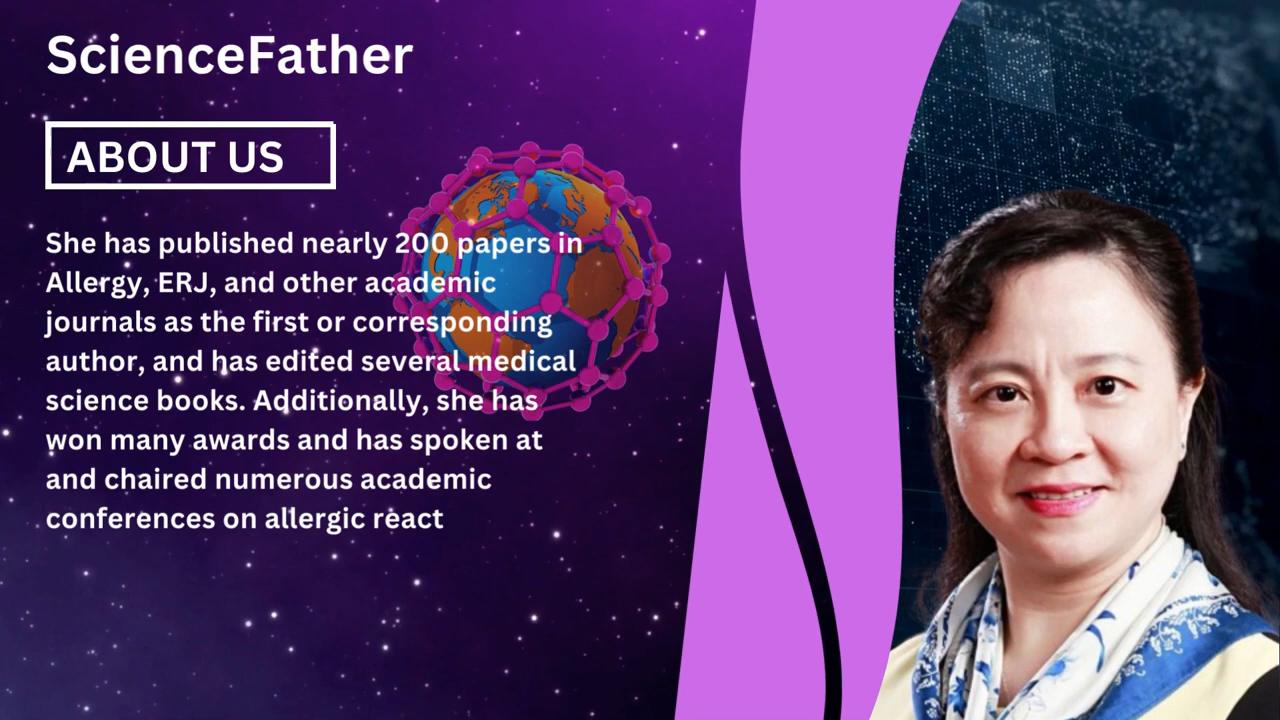 ScienceFather
ABOUT US
She has published nearly 200 papers in
Allergy, ERJ, and other academic
journals as the first or corresponding
author, and has edited several medical
science books. Additionally, she has
won many awards and has spoken at
and chaired numerous academic
conferences on allergic react